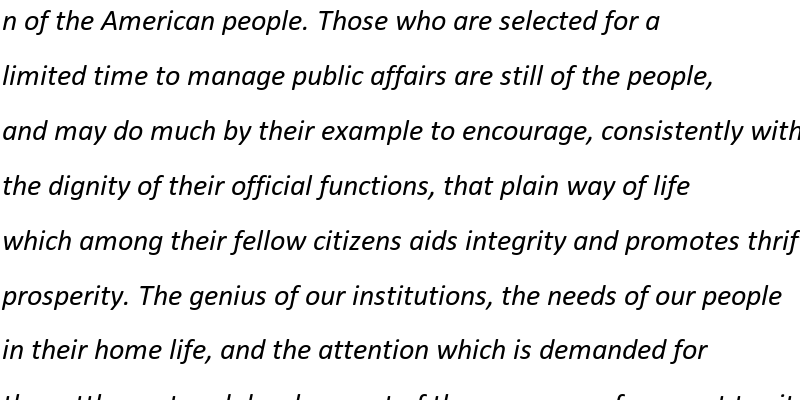 n of the American people. Those who are selected for a
limited time to manage public affairs are still of the people,
and may do much by their example to encourage, consistently with
the dignity of their official functions, that plain way of life
which among their fellow citizens aids integrity and promotes thrif
prosperity. The genius of our institutions, the needs of our people
in their home life, and the attention which is demanded for